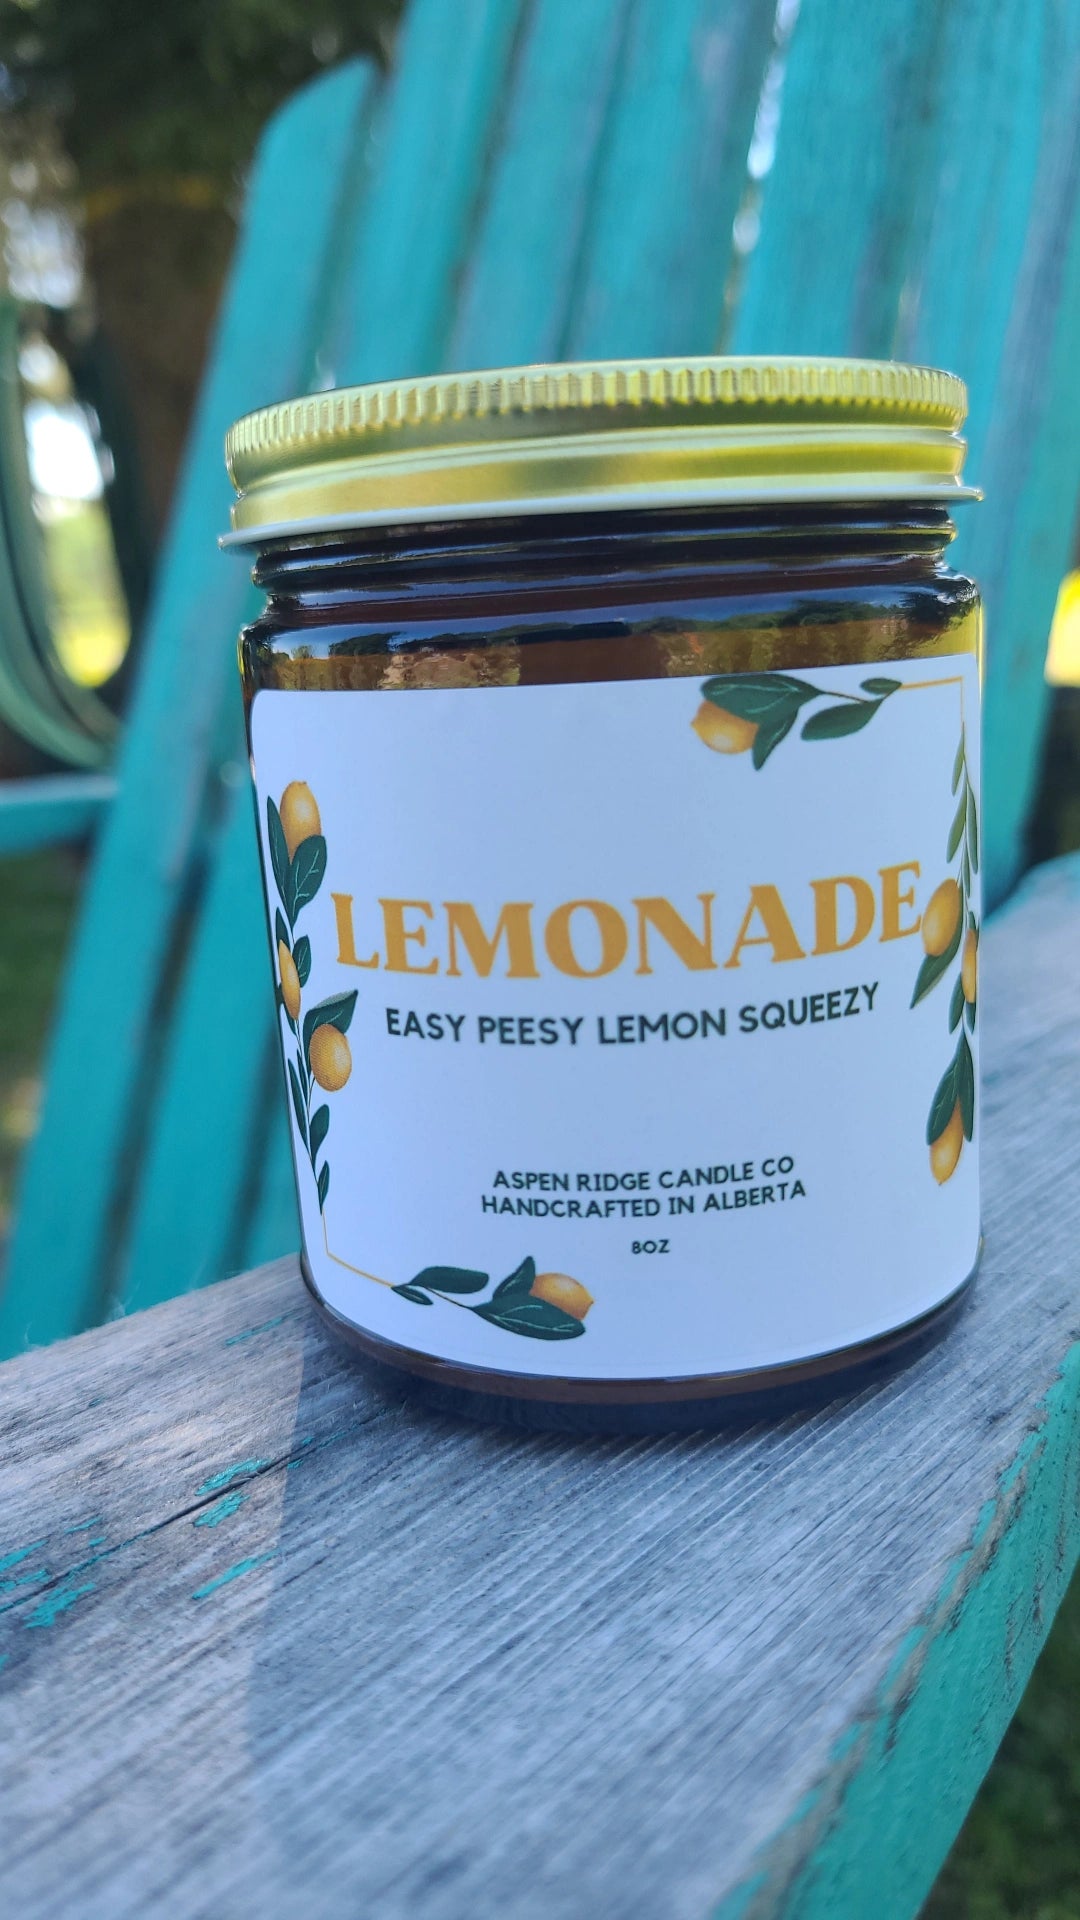 LEMONADE
EASY PEESY LEMON SQUEEZY
ASPEN RIDGE CANDLE CO
HANDCRAFTED IN ALBERTA
8OZ